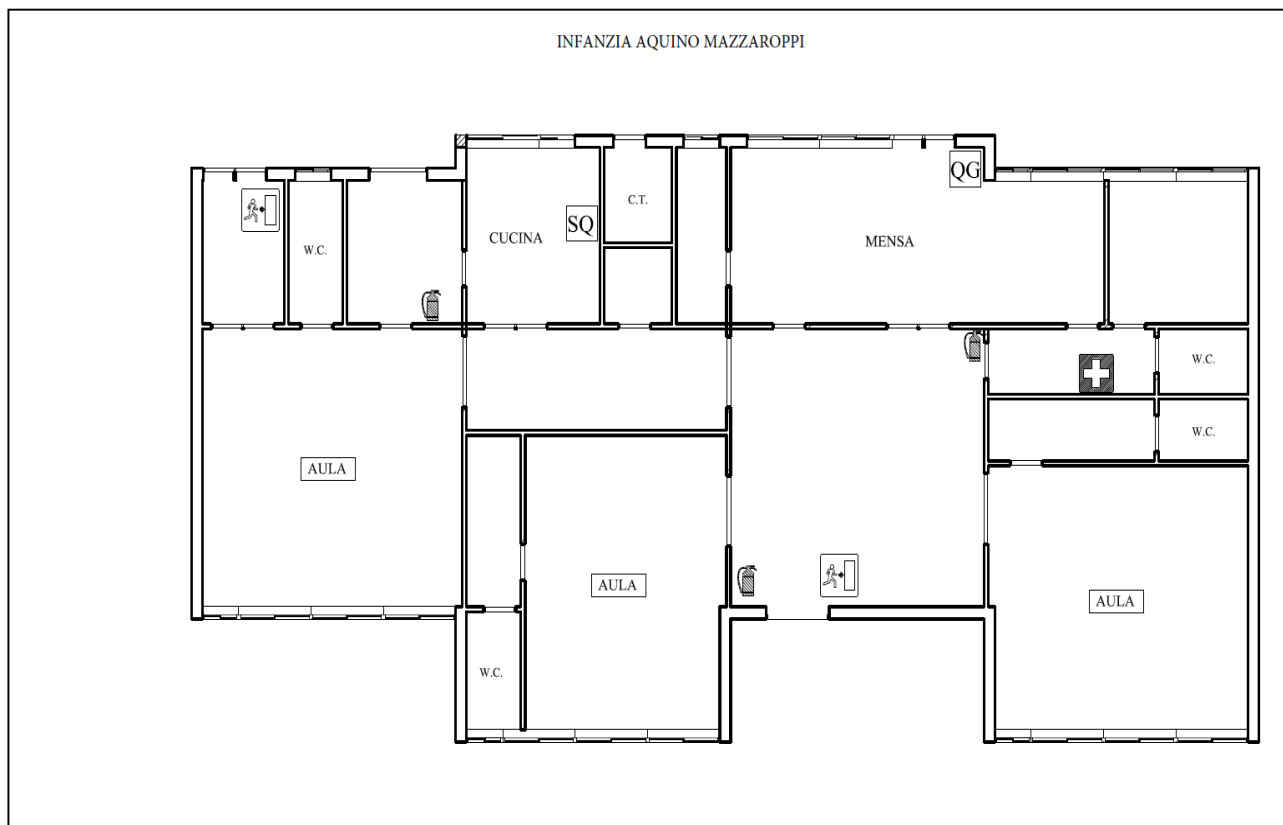 INFANZIA AQUINO MAZZAROPPI
QG
C.T.
SQ
CUCINA
MENSA
W.C.
W.C.
W.C.
AULA
AULA
AULA
W.C.